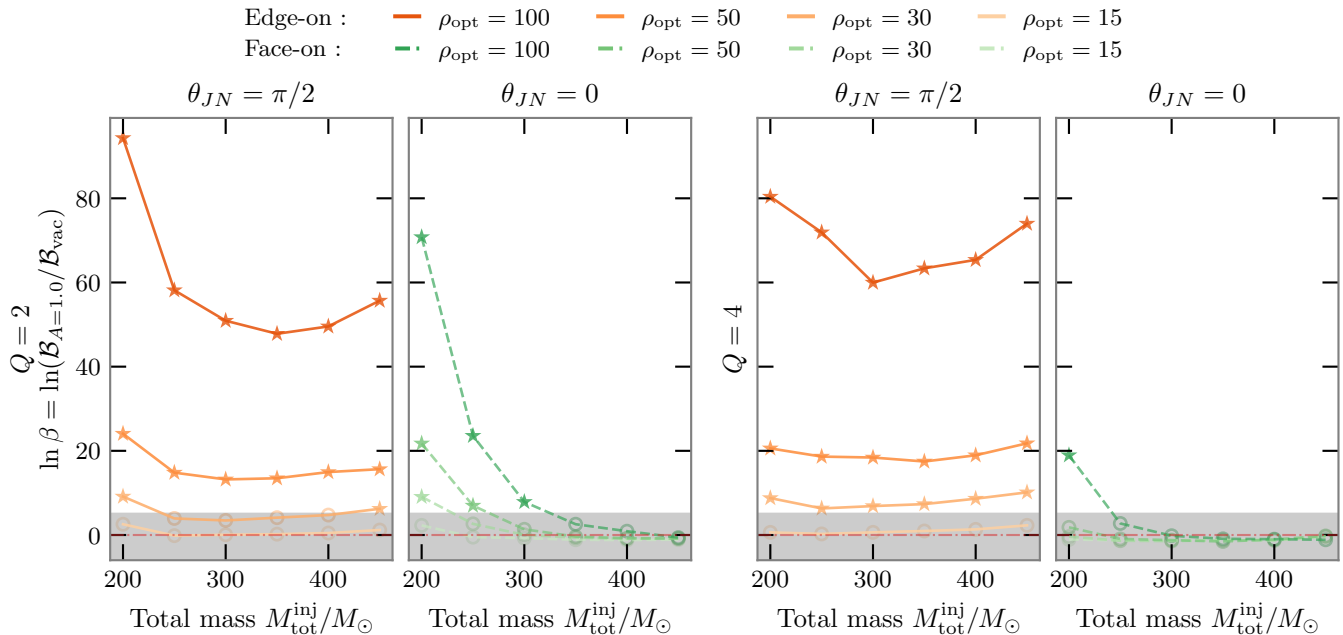 Edge-on : ρ_opt = 100 ρ_opt = 50 ρ_opt = 30 ρ_opt = 15
Face-on : ρ_opt = 100 ρ_opt = 50 ρ_opt = 30 ρ_opt = 15
θ_JN = π/2 θ_JN = 0 θ_JN = π/2 θ_JN = 0
Q = 2
ln β = ln(ℬ_{A=1.0}/ℬ_vac)
80
60
40
20
0
Q = 4
200 300 400 200 300 400 200 300 400 200 300 400
Total mass M_tot^inj/M_⊙ Total mass M_tot^inj/M_⊙ Total mass M_tot^inj/M_⊙ Total mass M_tot^inj/M_⊙